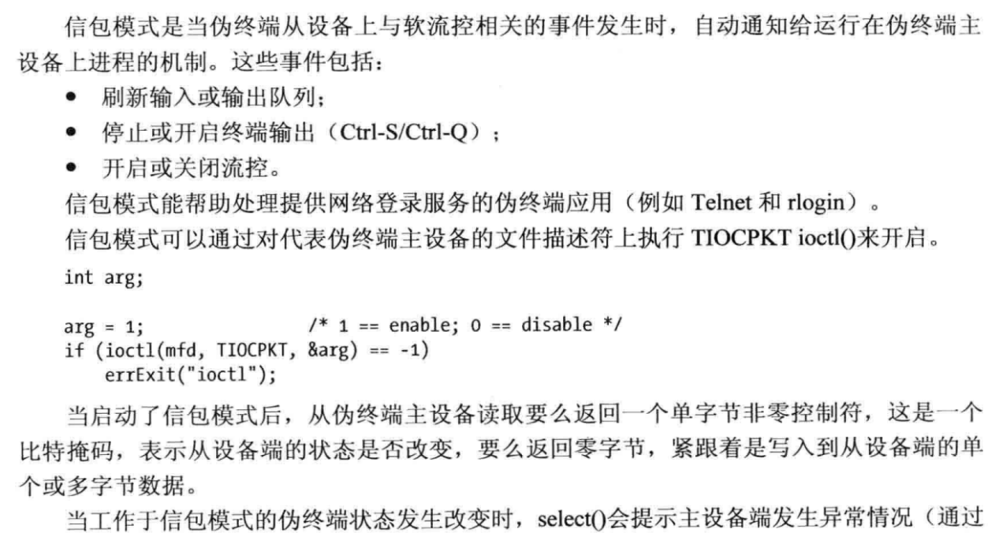 信包模式是当伪终端从设备上与软流控相关的事件发生时，自动通知给运行在伪终端主
设备上进程的机制。这些事件包括：
● 刷新输入或输出队列；
● 停止或开启终端输出（Ctrl-S/Ctrl-Q）；
● 开启或关闭流控。
信包模式能帮助处理提供网络登录服务的伪终端应用（例如 Telnet 和 rlogin）。
信包模式可以通过对代表伪终端主设备的文件描述符上执行 TIOCPKT ioctl()来开启。
int arg;
arg = 1;                /* 1 == enable; 0 == disable */
if (ioctl(mfd, TIOCPKT, &arg) == -1)
    errExit("ioctl");
当启动了信包模式后，从伪终端主设备读取要么返回一个单字节非零控制符，这是一个
比特掩码，表示从设备端的状态是否改变，要么返回零字节，紧跟着是写入到从设备端的单
个或多字节数据。
当工作于信包模式的伪终端状态发生改变时，select()会提示主设备端发生异常情况（通过